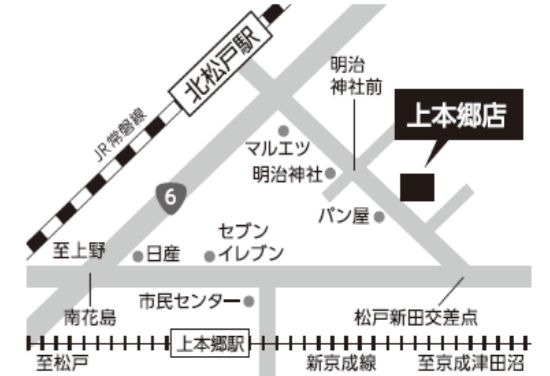 北松戸駅
明治
神社前
上本郷店
JR常磐線
マルエツ
明治神社
6
パン屋
セブン
イレブン
至上野
日産
市民センター
南花島
松戸新田交差点
上本郷駅
至松戸
新京成線
至京成津田沼